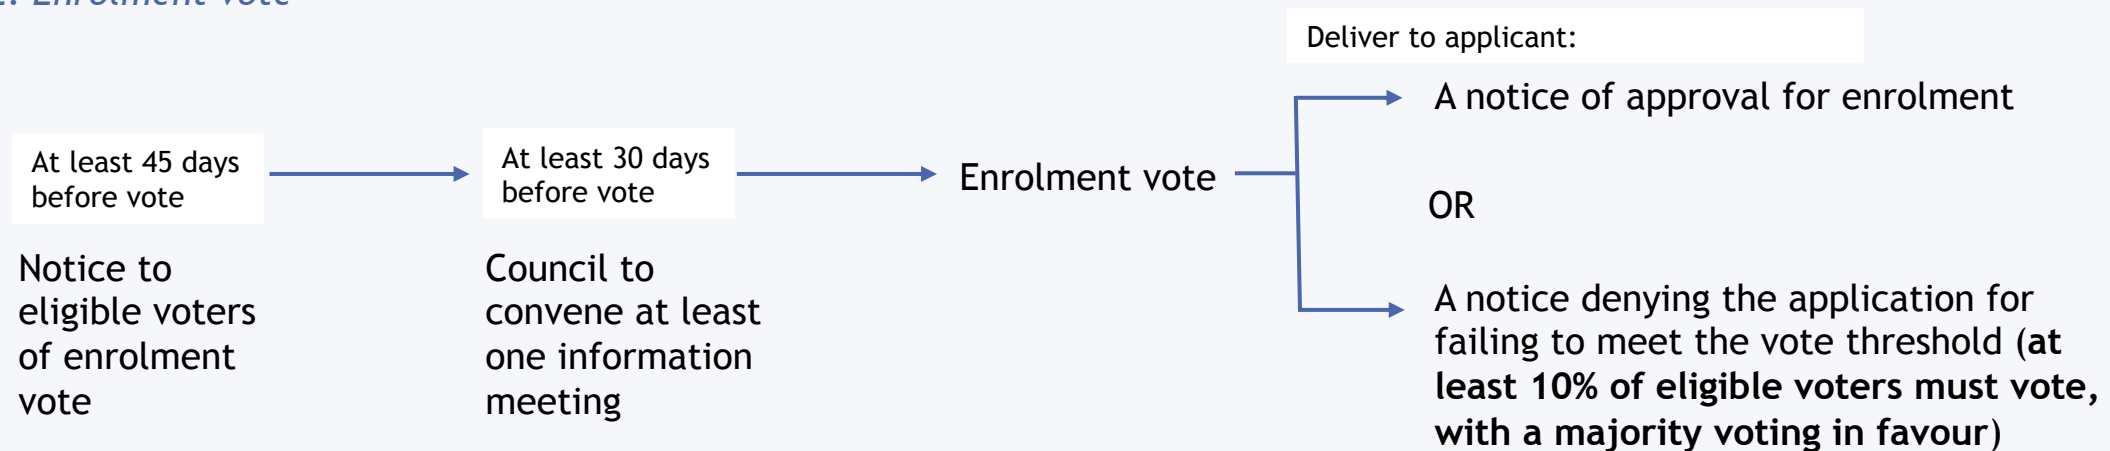 Enrolment vote
Deliver to applicant:
At least 45 days
before vote
Notice to
eligible voters
of enrolment
vote
At least 30 days
before vote
Council to
convene at least
one information
meeting
Enrolment vote
A notice of approval for enrolment
OR
A notice denying the application for
failing to meet the vote threshold (at
least 10% of eligible voters must vote,
with a majority voting in favour)